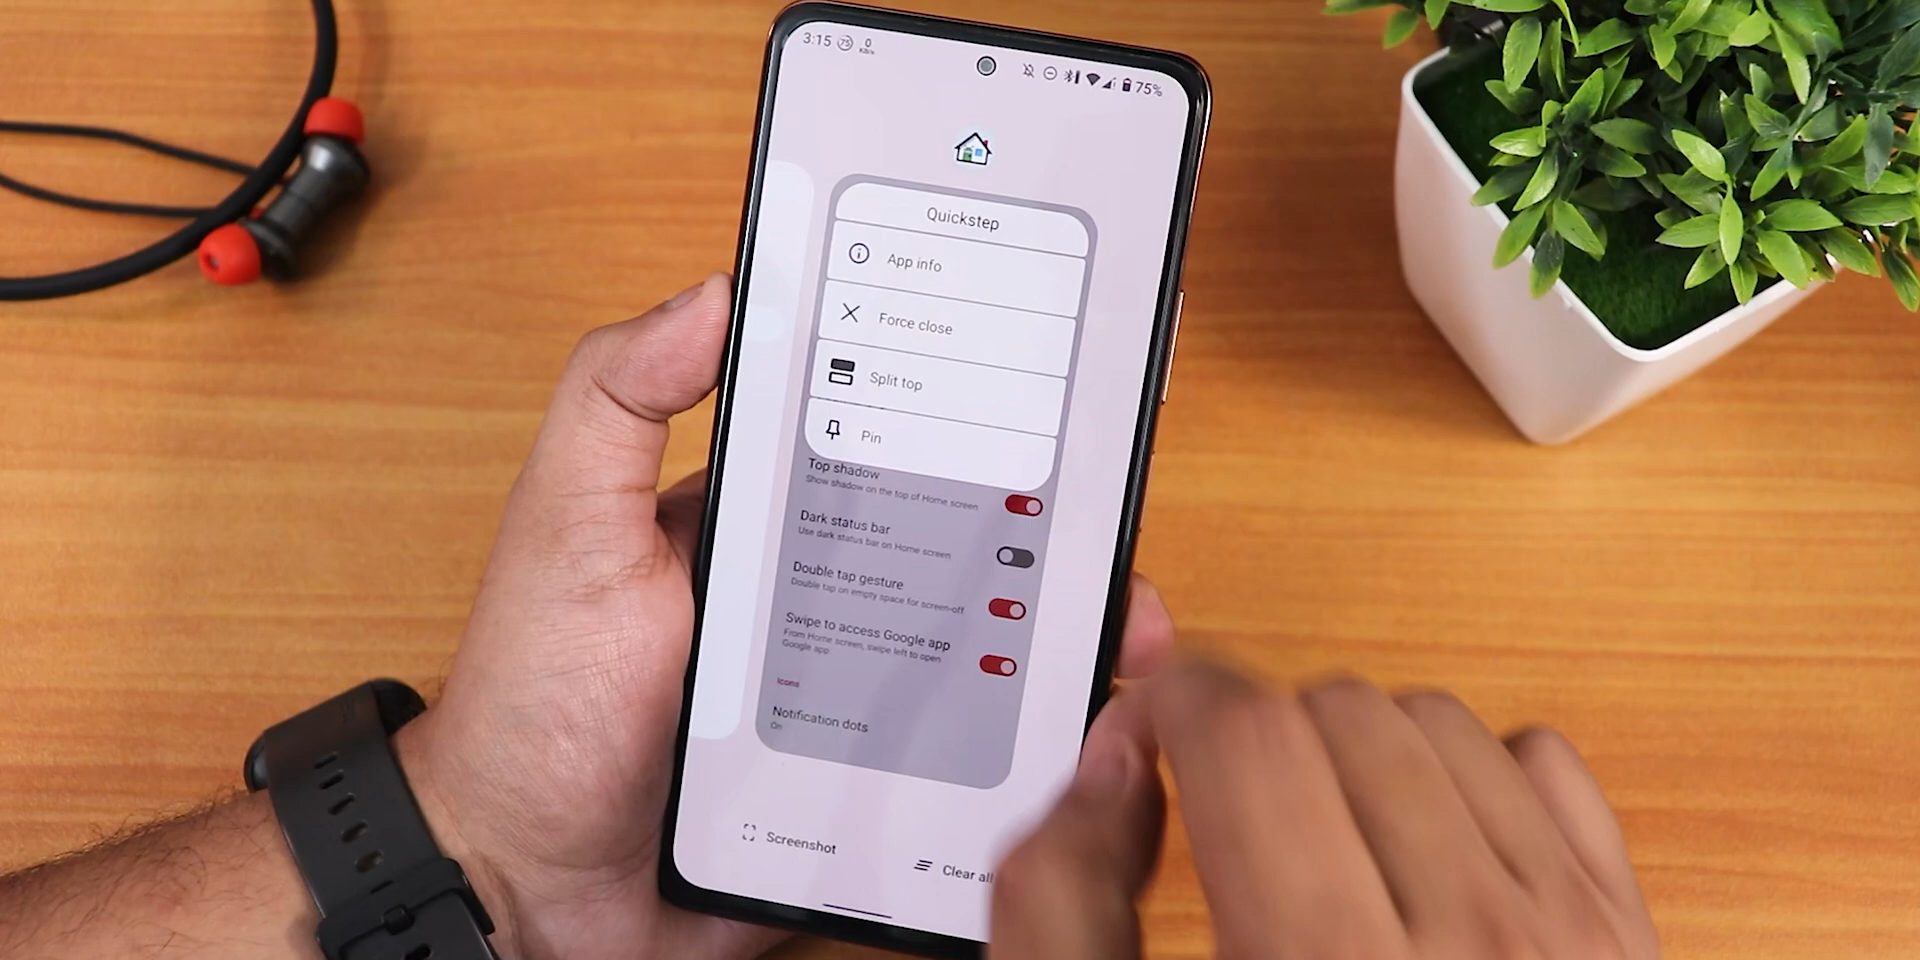 3:15 75 0 75%
KB/s
Quickstep
App info
Force close
Split top
Pin
Top shadow
Show shadow on the top of Home screen
Dark status bar
Use dark status bar on Home screen
Double tap gesture
Double tap on empty space for screen-off
Swipe to access Google app
From Home screen, swipe left to open
Google app
Icons
Notification dots
On
Screenshot
Clear all